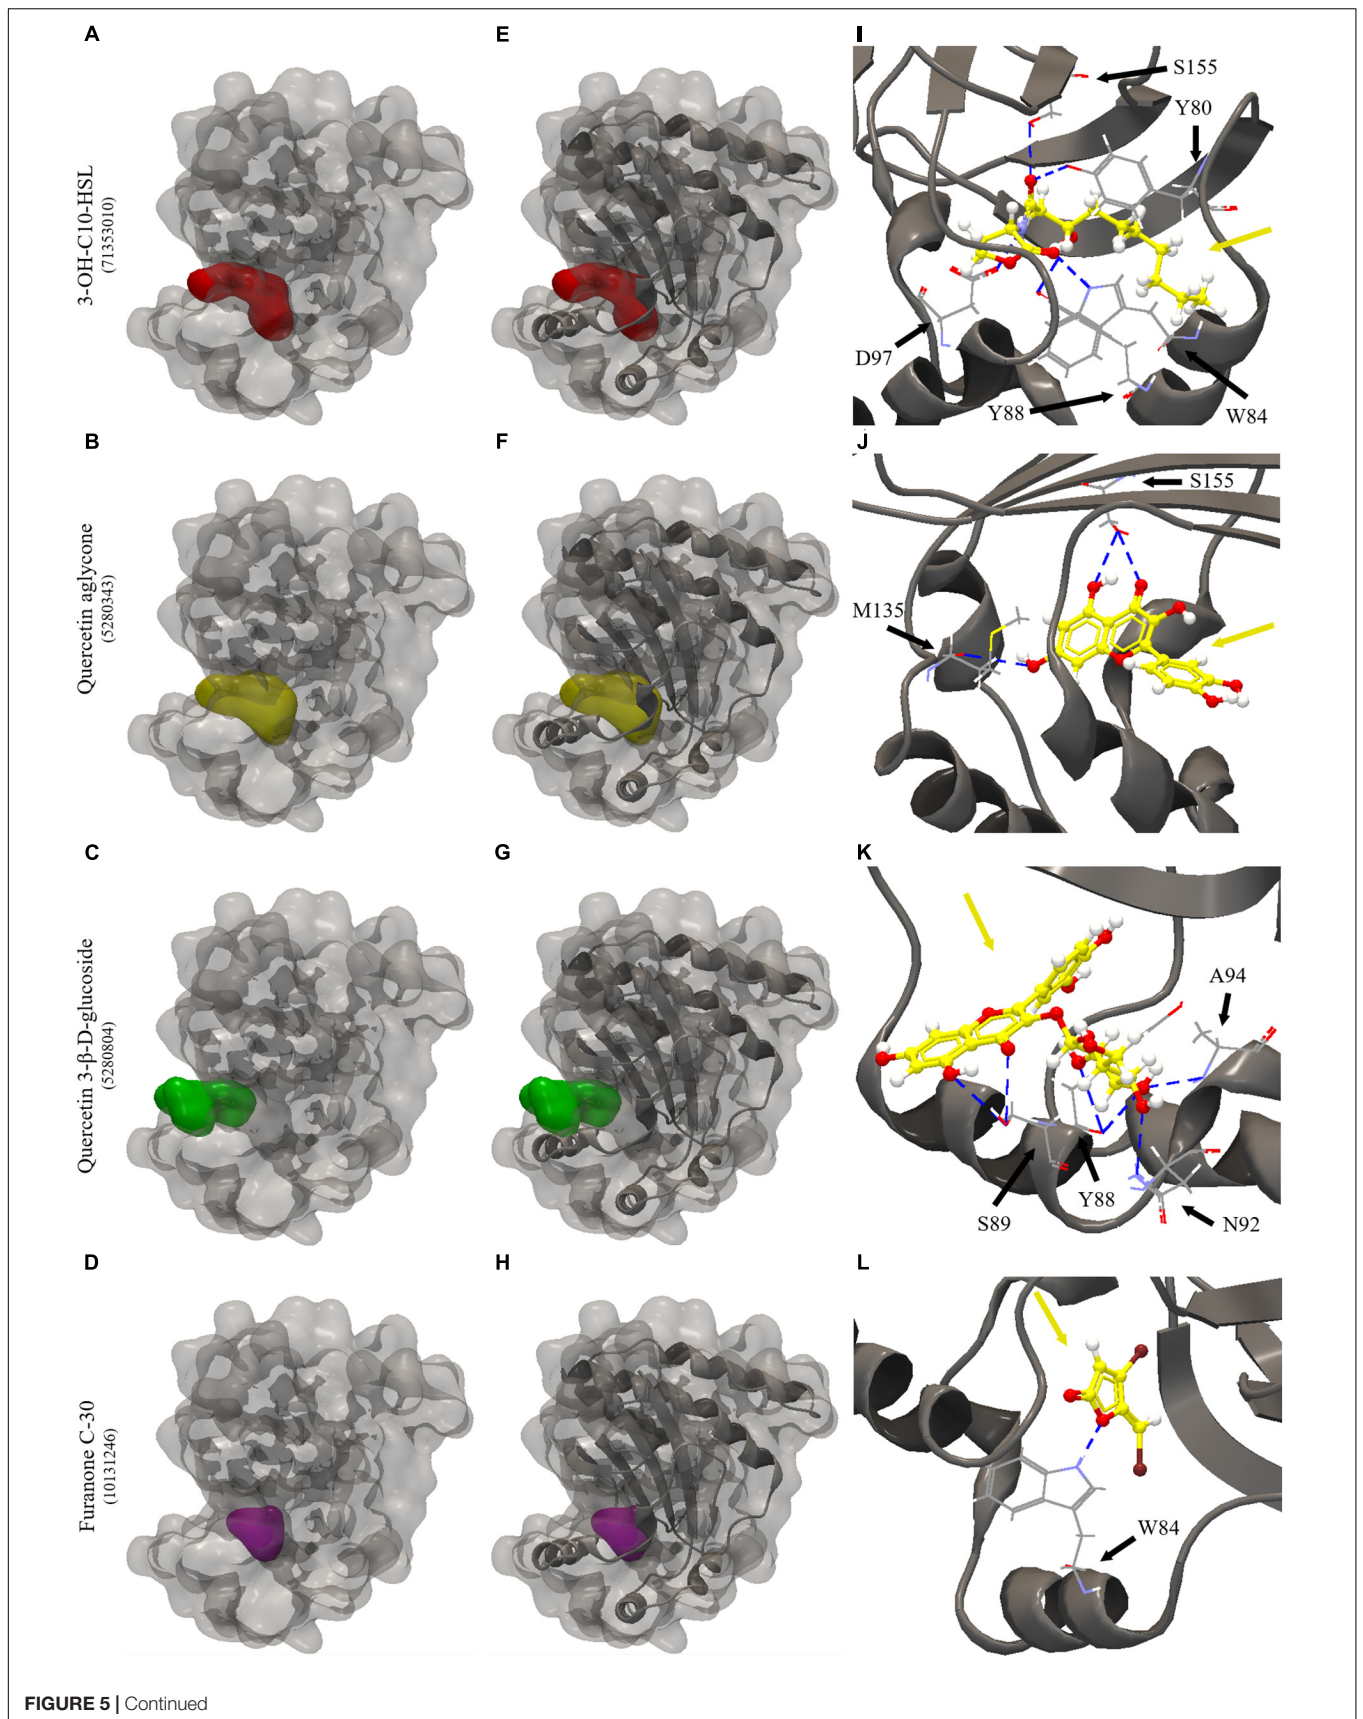 A
E
I
3-OH-C10-HSL
(71353010)
S155
Y80
D97
Y88
W84
B
F
J
Quercetin aglycone
(5280343)
S155
M135
C
G
K
Quercetin 3-β-D-glucoside
(5280804)
A94
S89
Y88
N92
D
H
L
Furanone C-30
(10131246)
W84
FIGURE 5 | Continued